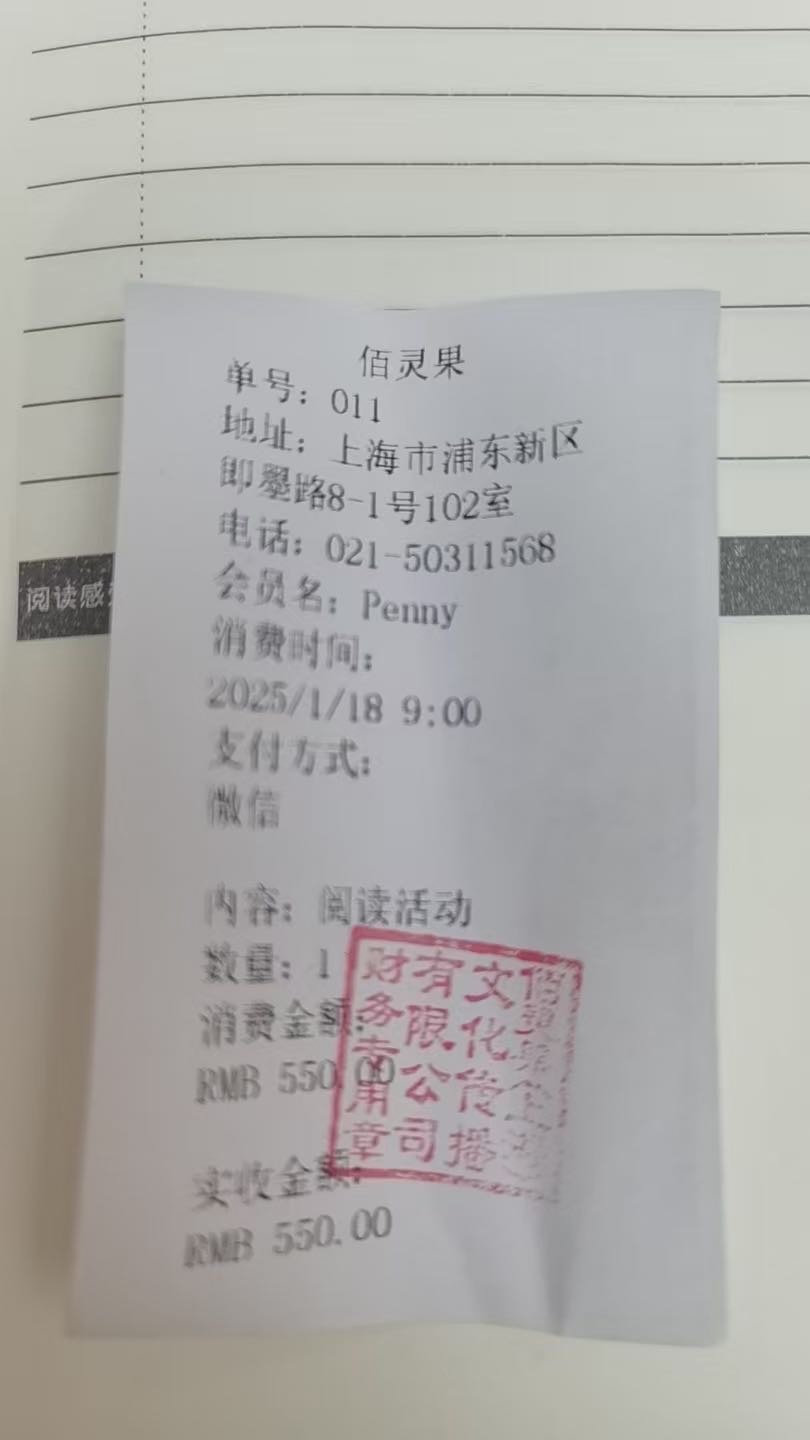 佰灵果
单号：011
地址：上海市浦东新区
即墨路8-1号102室
电话：021-50311568
会员名：Penny
消费时间：
2025/1/18 9:00
支付方式：
微信
内容：阅读活动
数量：1
消费金额：
RMB 550.00
实收金额：
RMB 550.00
文化传播
有限公司
财务专用章
阅读感